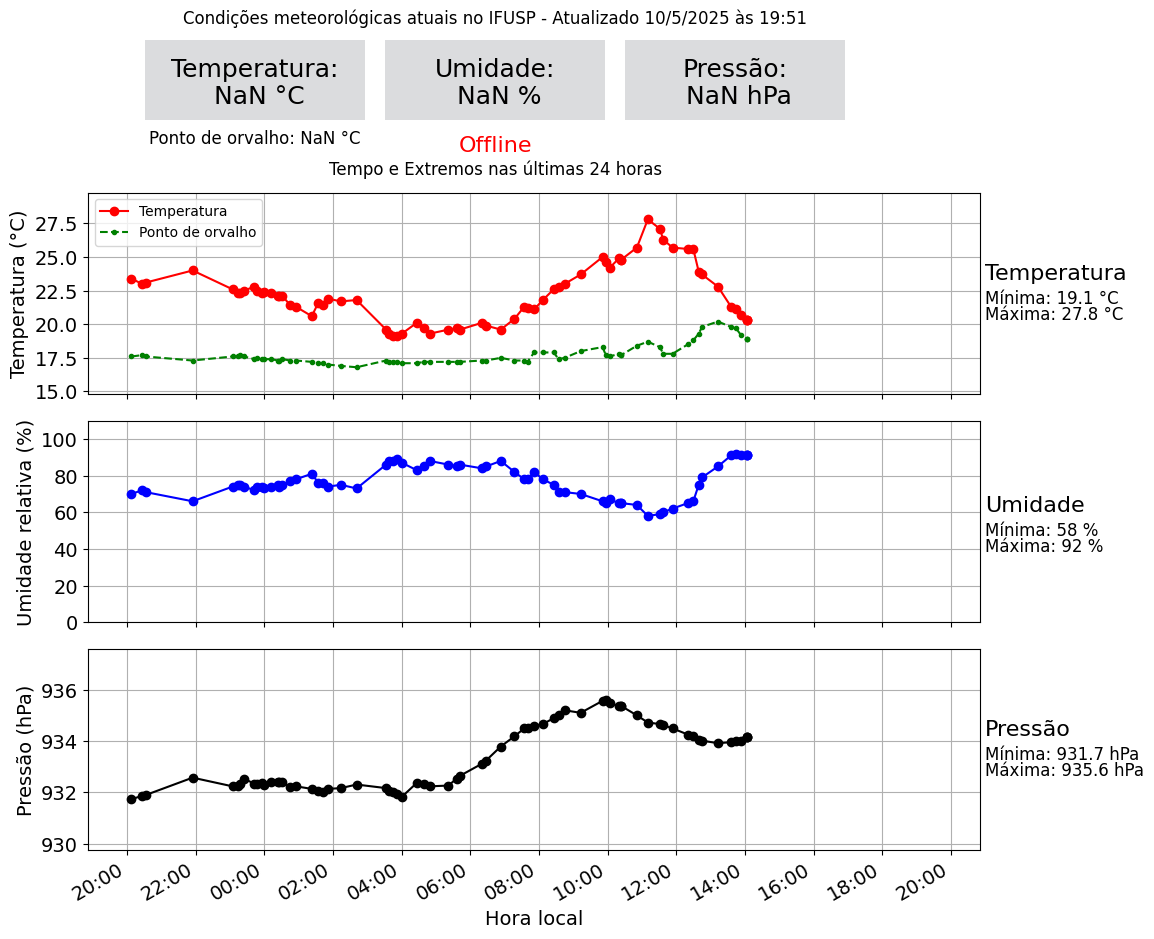 Condições meteorológicas atuais no IFUSP - Atualizado 10/5/2025 às 19:51
Temperatura:
NaN °C
Umidade:
NaN %
Pressão:
NaN hPa
Ponto de orvalho: NaN °C
Offline
Tempo e Extremos nas últimas 24 horas
Temperatura (°C)
27.5
25.0
22.5
20.0
17.5
15.0
Temperatura
Ponto de orvalho
Temperatura
Mínima: 19.1 °C
Máxima: 27.8 °C
Umidade relativa (%)
100
80
60
40
20
0
Umidade
Mínima: 58 %
Máxima: 92 %
Pressão (hPa)
936
934
932
930
Pressão
Mínima: 931.7 hPa
Máxima: 935.6 hPa
20:00
22:00
00:00
02:00
04:00
06:00
08:00
10:00
12:00
14:00
16:00
18:00
20:00
Hora local